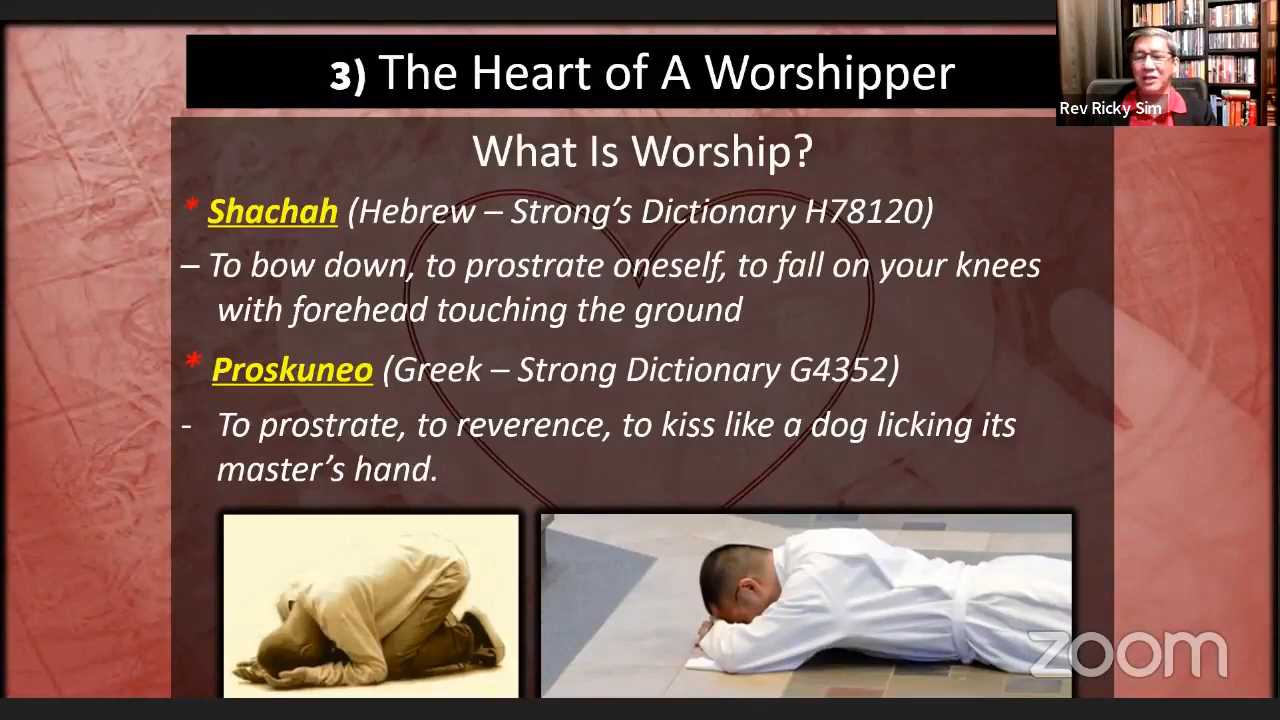 3) The Heart of A Worshipper
Rev Ricky Sim
What Is Worship?
* Shachah (Hebrew – Strong's Dictionary H78120)
– To bow down, to prostrate oneself, to fall on your knees
with forehead touching the ground
* Proskuneo (Greek – Strong Dictionary G4352)
- To prostrate, to reverence, to kiss like a dog licking its
master's hand.
zoom